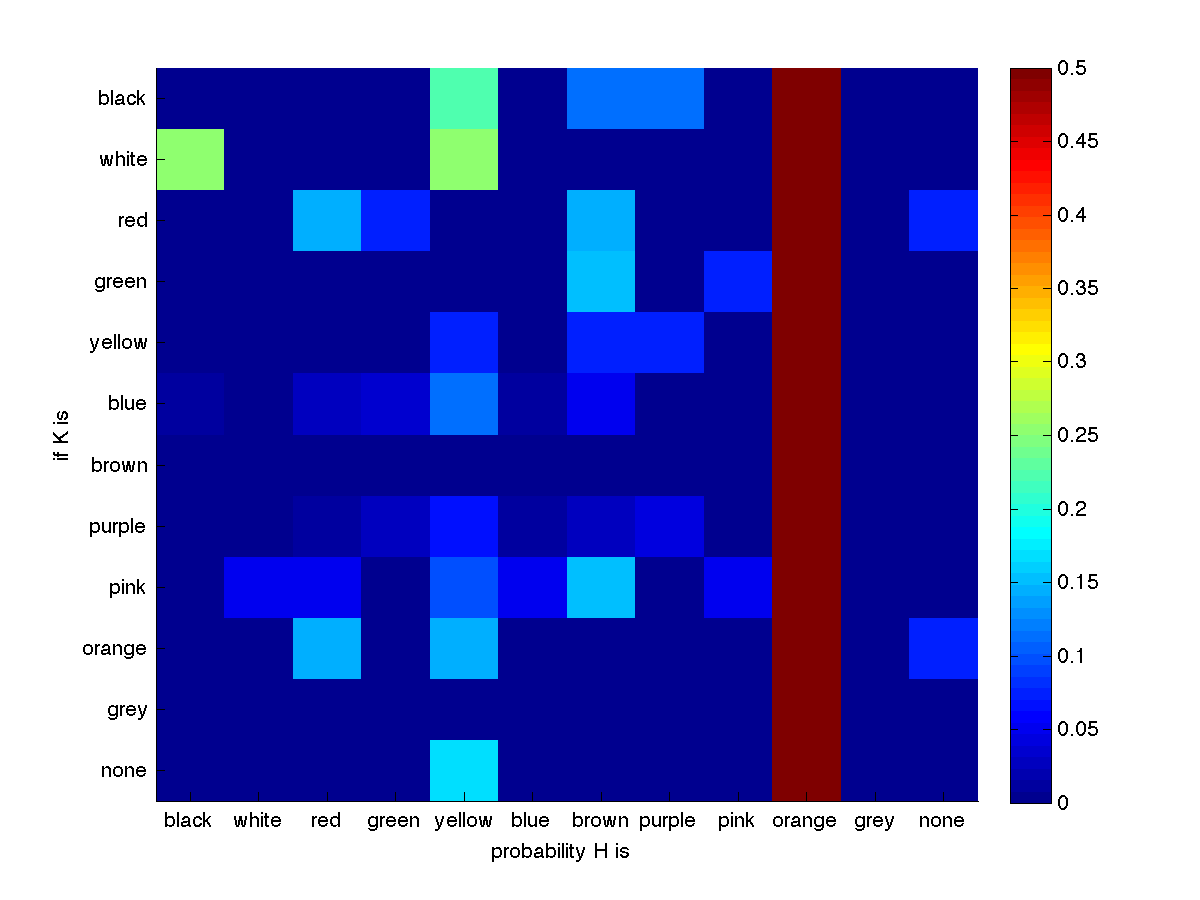 black
white
red
green
yellow
blue
brown
purple
pink
orange
grey
none
if K is
black white red green yellow blue brown purple pink orange grey none
probability H is
0.5
0.45
0.4
0.35
0.3
0.25
0.2
0.15
0.1
0.05
0